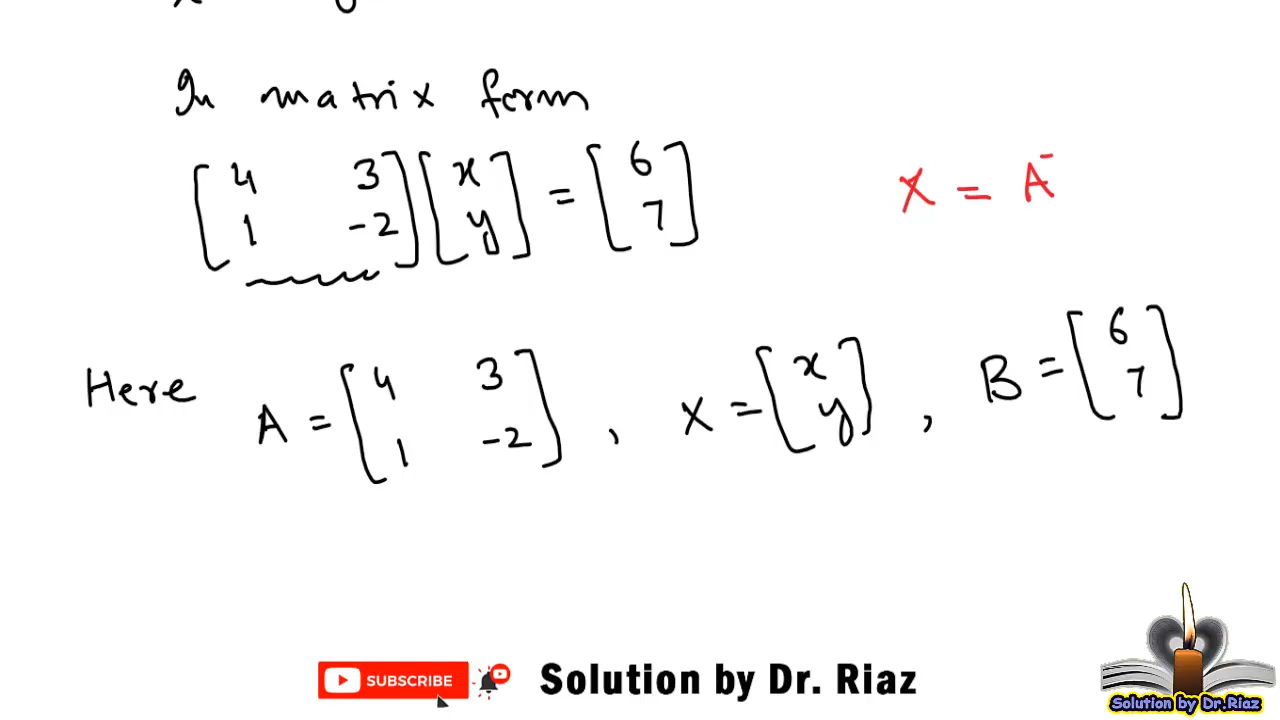 In matrix form
[4 3
1 -2] [x
y] = [6
7]
X = A⁻
Here A = [4 3
1 -2] , X = [x
y] , B = [6
7]
SUBSCRIBE
Solution by Dr. Riaz
Solution by Dr.Riaz